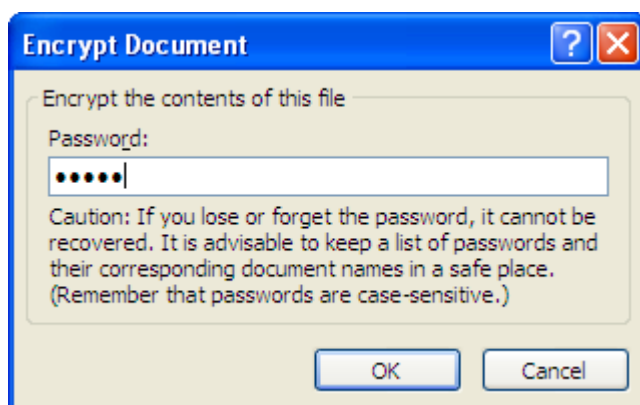 Encrypt Document
Encrypt the contents of this file
Password:
•••••
Caution: If you lose or forget the password, it cannot be
recovered. It is advisable to keep a list of passwords and
their corresponding document names in a safe place.
(Remember that passwords are case-sensitive.)
OK Cancel